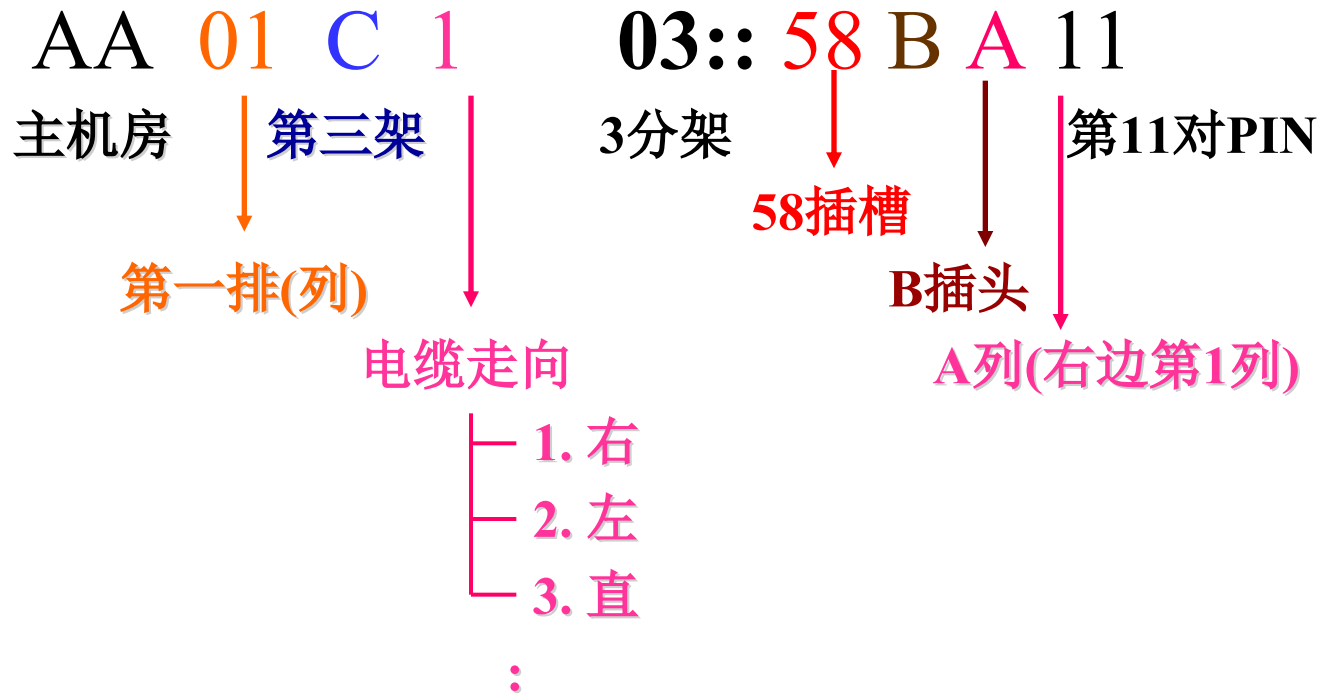 AA 01 C 1 03:: 58 B A 11
主机房 第三架 3分架 第11对PIN
58插槽
第一排(列) B插头
电缆走向 A列(右边第1列)
1. 右
2. 左
3. 直
: